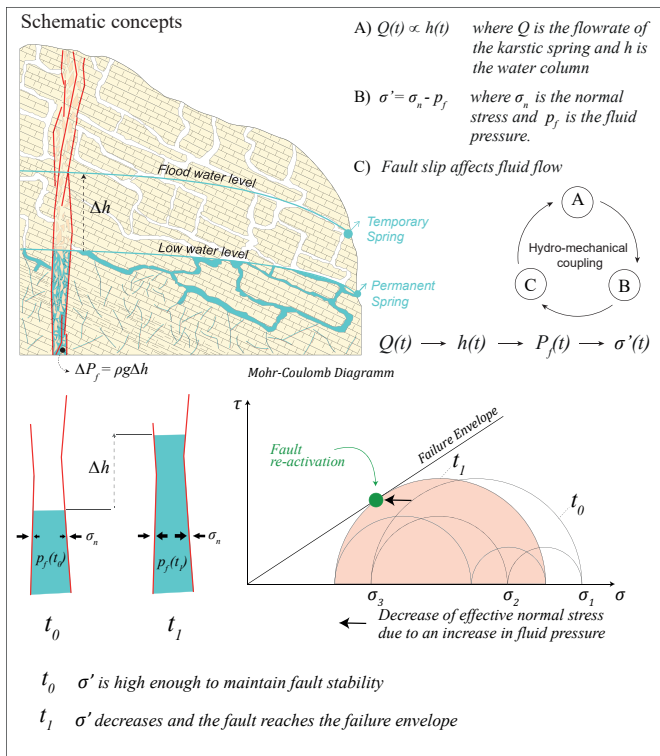 Schematic concepts
A) Q(t) ∝ h(t) where Q is the flowrate of
the karstic spring and h is
the water column
B) σ' = σn - pf where σn is the normal
stress and pf is the fluid
pressure.
C) Fault slip affects fluid flow
Flood water level
Δh
Temporary
Spring
Low water level
Permanent
Spring
ΔPf = ρgΔh
A
Hydro-mechanical
coupling
C
B
Q(t) → h(t) → Pf(t) → σ'(t)
Mohr-Coulomb Diagramm
Δh
σn
pf(t0)
σn
pf(t1)
t0
t1
τ
Failure Envelope
Fault
re-activation
t1
t0
σ3
σ2
σ1
σ
Decrease of effective normal stress
due to an increase in fluid pressure
t0 σ' is high enough to maintain fault stability
t1 σ' decreases and the fault reaches the failure envelope